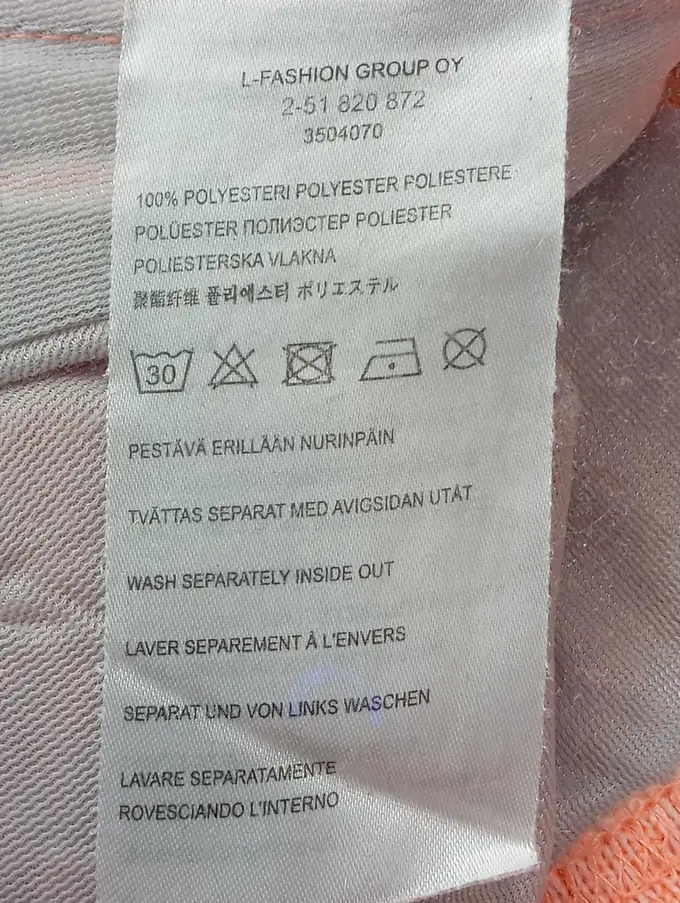 L-FASHION GROUP OY
2-51 820 872
3504070
100% POLYESTERI POLYESTER POLIESTERE
POLÜESTER ПОЛИЭСТЕР POLIESTER
POLIESTERSKA VLAKNA
聚酯纤维 폴리에스터 ポリエステル
30
PESTÄVÄ ERILLÄÄN NURINPÄIN
TVÄTTAS SEPARAT MED AVIGSIDAN UTÅT
WASH SEPARATELY INSIDE OUT
LAVER SEPAREMENT À L'ENVERS
SEPARAT UND VON LINKS WASCHEN
LAVARE SEPARATAMENTE
ROVESCIANDO L'INTERNO